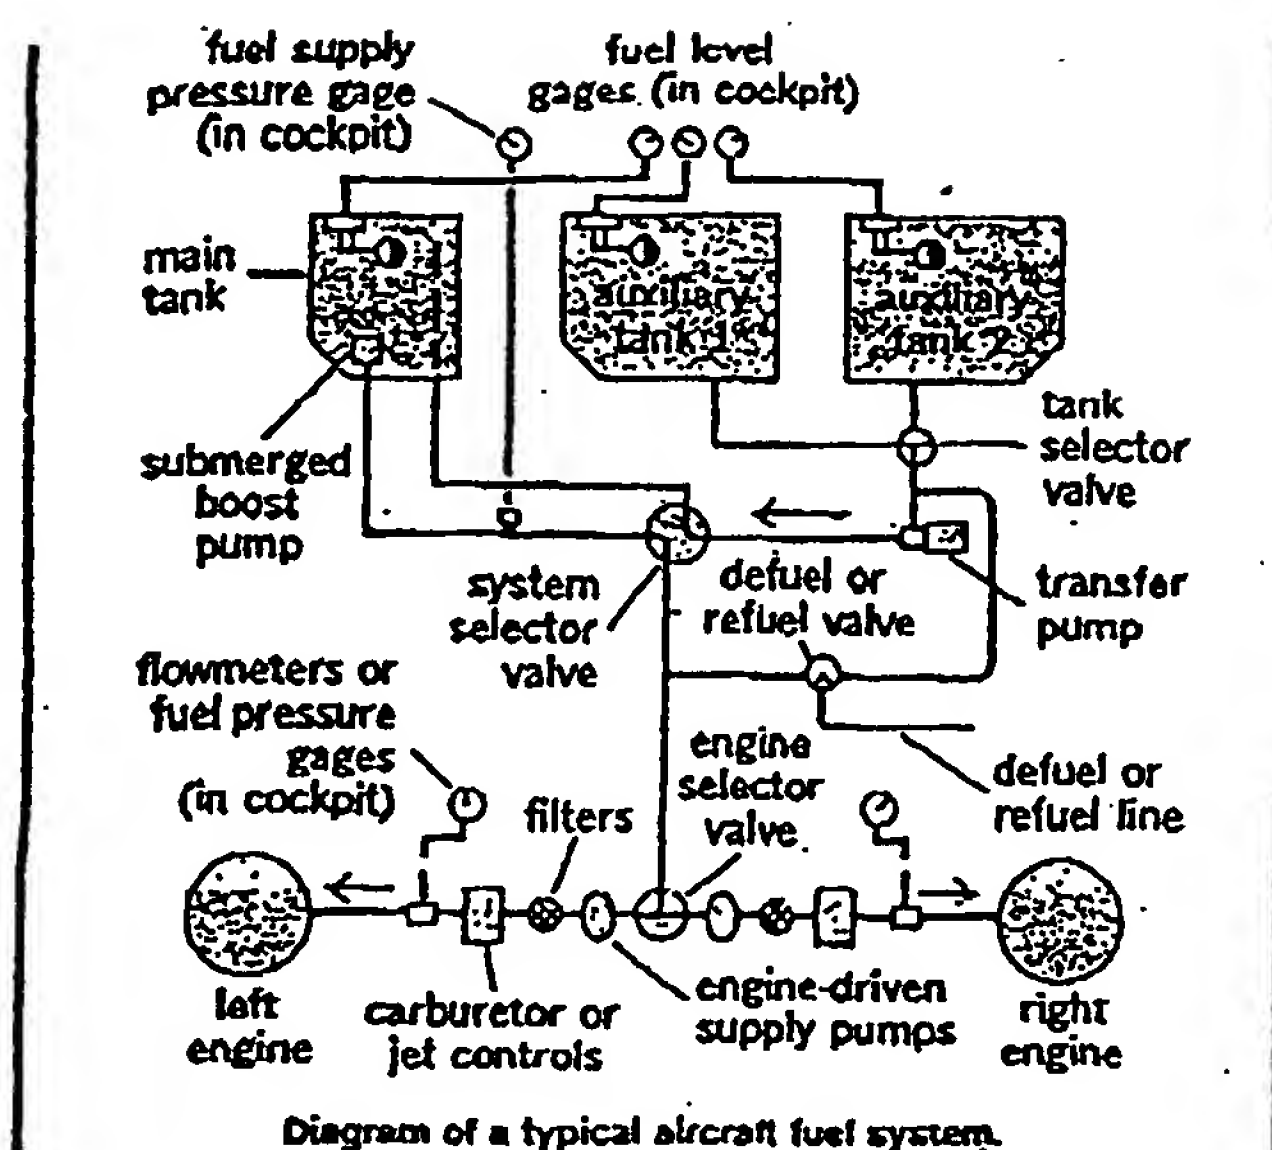 fuel supply
pressure gage
(in cockpit)
fuel level
gages (in cockpit)
main
tank
auxiliary
tank 1
auxiliary
tank 2
submerged
boost
pump
tank
selector
valve
system
selector
valve
defuel or
refuel valve
transfer
pump
flowmeters or
fuel pressure
gages
(in cockpit)
filters
engine
selector
valve
defuel or
refuel line
left
engine
carburetor or
jet controls
engine-driven
supply pumps
right
engine
Diagram of a typical aircraft fuel system.